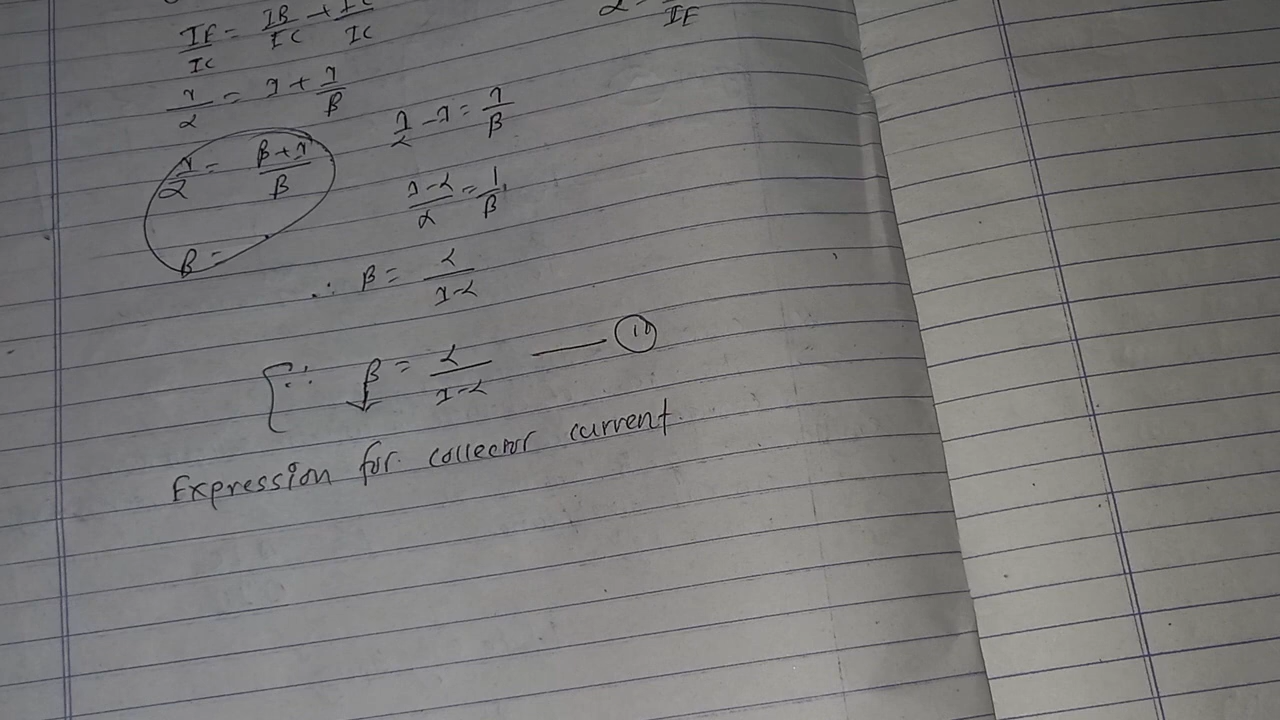 IE/IC = IB/IC + IC/IC
α = /IE
1/α = 1 + 1/β
1/α - 1 = 1/β
1/α = β+1/β
1-α/α = 1/β
β =
∴ β = α/1-α
∵ β = α/1-α
Expression for collector current